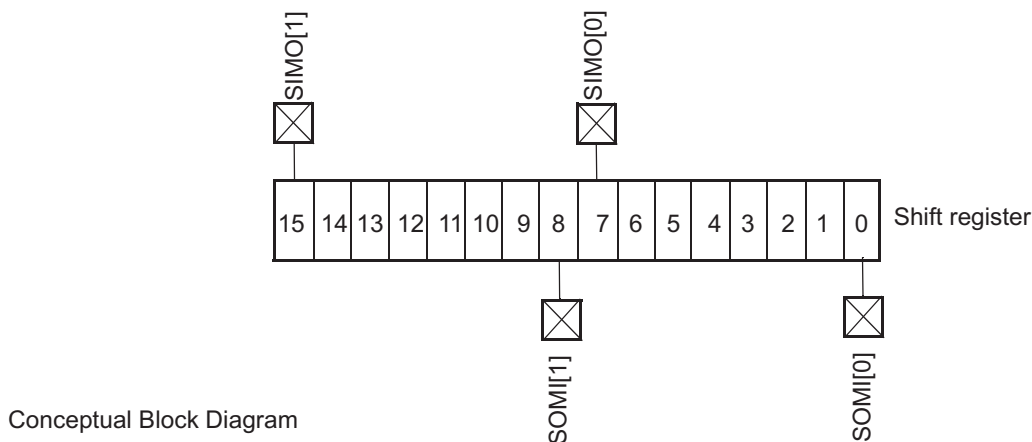 SIMO[1]
SIMO[0]
15 14 13 12 11 10 9 8 7 6 5 4 3 2 1 0
Shift register
SOMI[1]
SOMI[0]
Conceptual Block Diagram